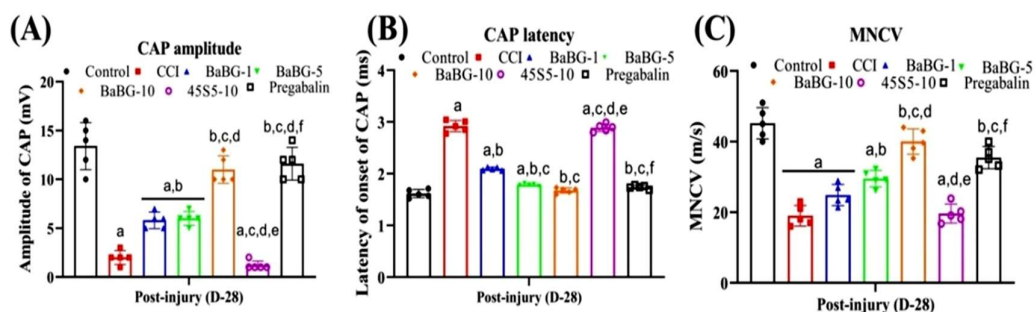 (A)
CAP amplitude
Control CCI BaBG-1 BaBG-5
BaBG-10 45S5-10 Pregabalin
Amplitude of CAP (mV)
20
15
10
5
0
a
a,b
b,c,d
a,c,d,e
b,c,d,f
Post-injury (D-28)
(B)
CAP latency
Control CCI BaBG-1 BaBG-5
BaBG-10 45S5-10 Pregabalin
Latency of onset of CAP (ms)
4
3
2
1
0
a
a,b
a,b,c
b,c
a,c,d,e
b,c,f
Post-injury (D-28)
(C)
MNCV
Control CCI BaBG-1 BaBG-5
BaBG-10 45S5-10 Pregabalin
MNCV (m/s)
60
40
20
0
a
a,b
b,c,d
a,d,e
b,c,f
Post-injury (D-28)